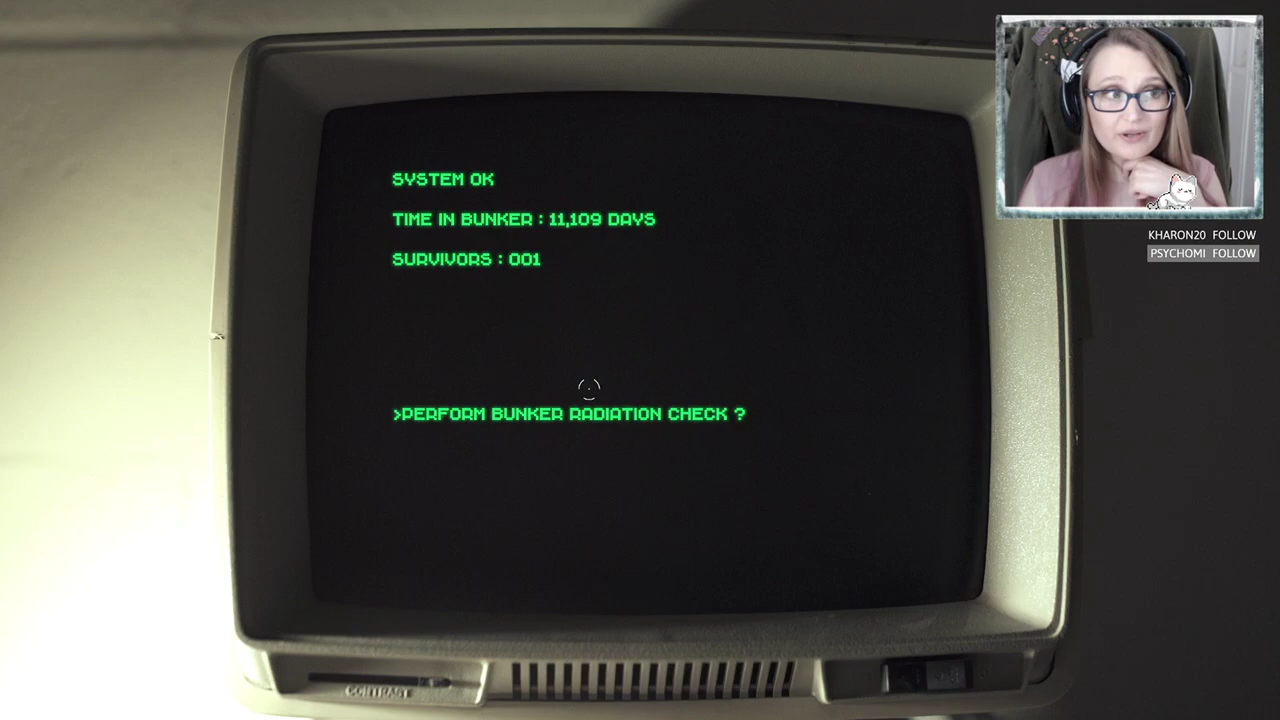 SYSTEM OK
TIME IN BUNKER : 11,109 DAYS
SURVIVORS : 001
>PERFORM BUNKER RADIATION CHECK ?
CONTRAST
KHARON20 FOLLOW
PSYCHOMI FOLLOW